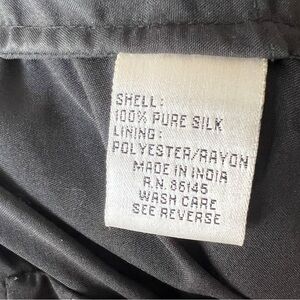 SHELL:
100% PURE SILK
LINING:
POLYESTER/RAYON
MADE IN INDIA
R.N. 86145
WASH CARE
SEE REVERSE